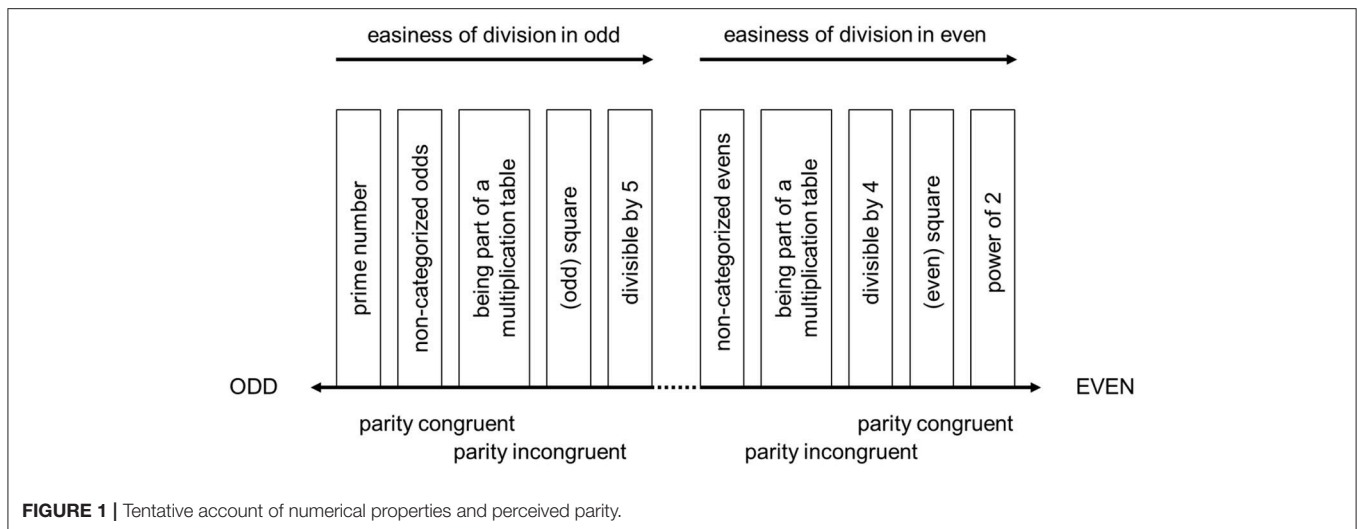 easiness of division in odd
easiness of division in even
prime number
non-categorized odds
being part of a
multiplication table
(odd) square
divisible by 5
non-categorized evens
being part of a
multiplication table
divisible by 4
(even) square
power of 2
ODD
EVEN
parity congruent
parity incongruent
parity congruent
parity incongruent
FIGURE 1 | Tentative account of numerical properties and perceived parity.